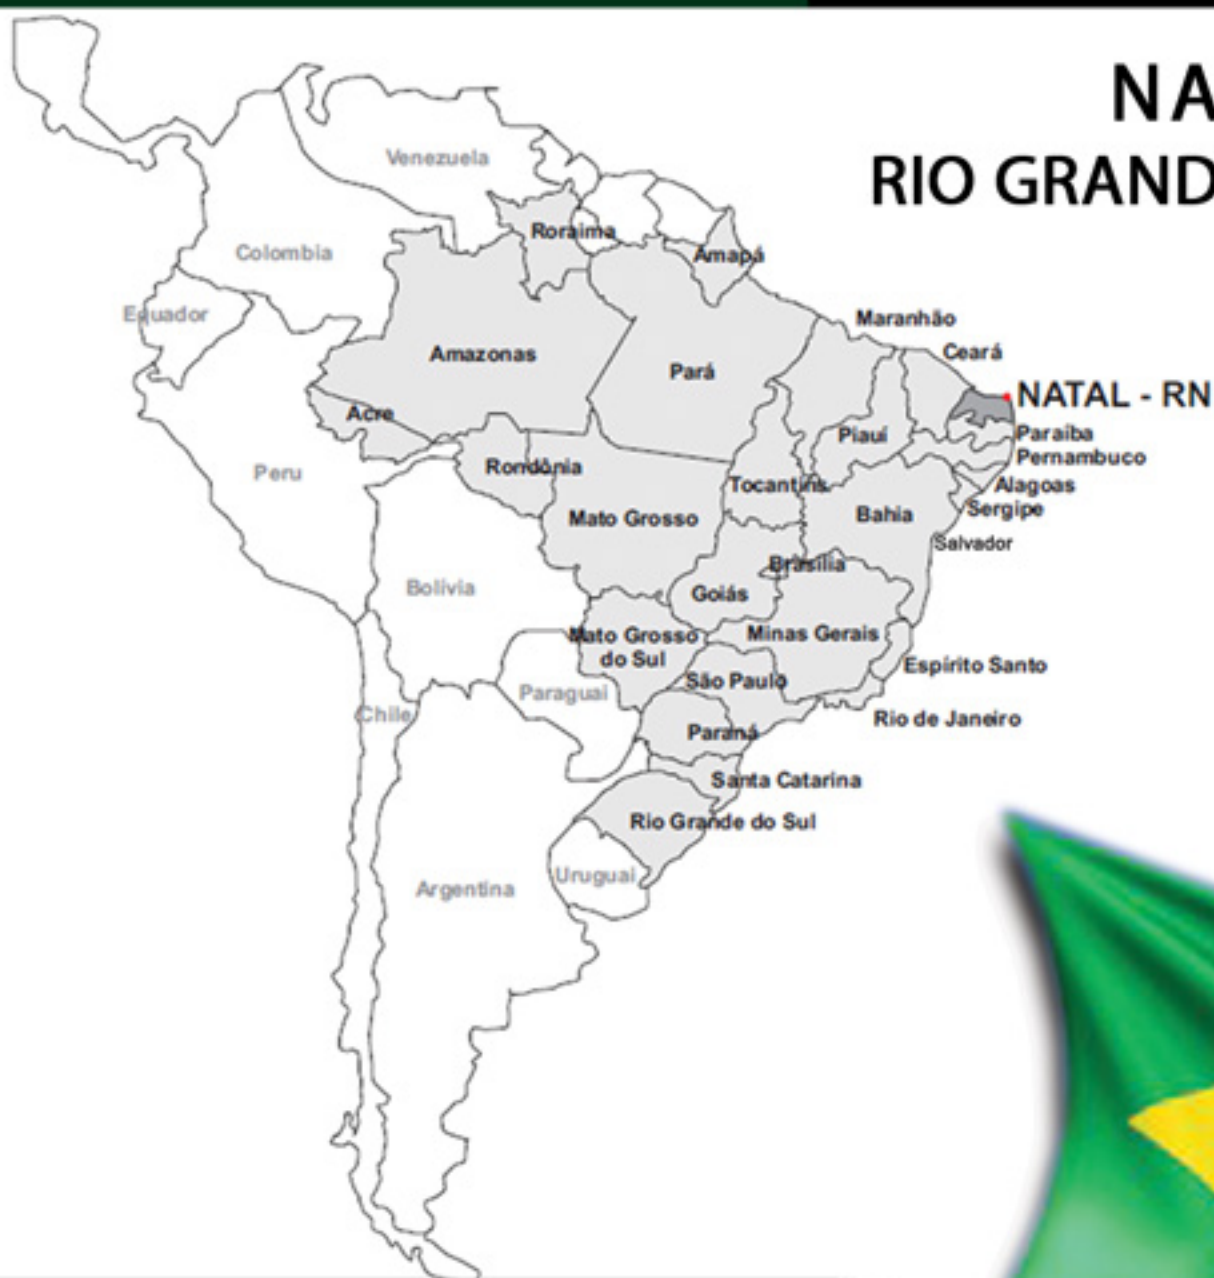 NA
RIO GRAND
Venezuela
Roraima
Colombia
Amapá
Equador
Maranhão
Ceará
Amazonas
Pará
NATAL - RN
Acre
Piauí
Paraíba
Pernambuco
Peru
Rondônia
Tocantins
Alagoas
Mato Grosso
Bahia
Sergipe
Salvador
Brasília
Bolívia
Goiás
Mato Grosso
do Sul
Minas Gerais
Espírito Santo
São Paulo
Paraguai
Chile
Rio de Janeiro
Paraná
Santa Catarina
Rio Grande do Sul
Uruguai
Argentina